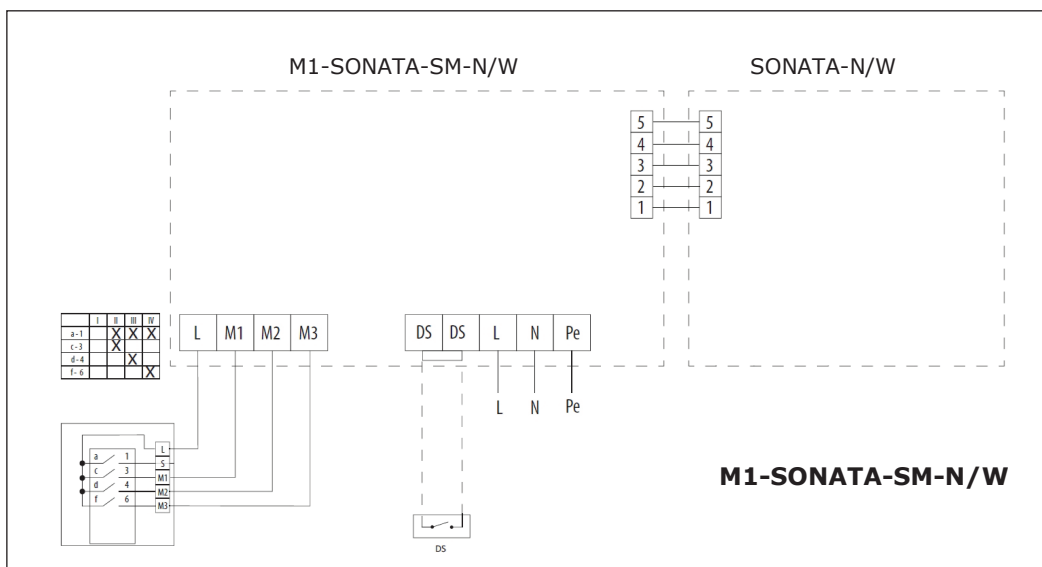 M1-SONATA-SM-N/W SONATA-N/W
5 5
4 4
3 3
2 2
1 1
I II III IV
a-1 X X X
c-3 X
d-4 X
f-6 X
L M1 M2 M3 DS DS L N Pe
L N Pe
L
a 1 S
c 3 M1
d 4 M2
f 6 M3
M1-SONATA-SM-N/W
DS